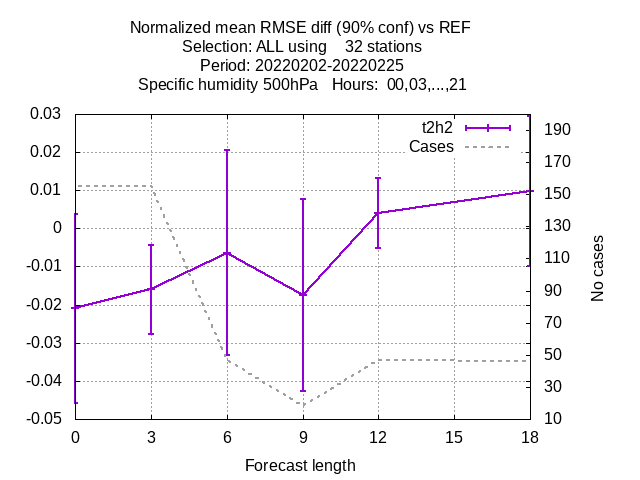 Normalized mean RMSE diff (90% conf) vs REF
Selection: ALL using    32 stations
Period: 20220202-20220225
Specific humidity 500hPa   Hours:  00,03,...,21
t2h2
Cases
0.03
0.02
0.01
0
-0.01
-0.02
-0.03
-0.04
-0.05
190
170
150
130
110
90
70
50
30
10
No cases
0 3 6 9 12 15 18
Forecast length